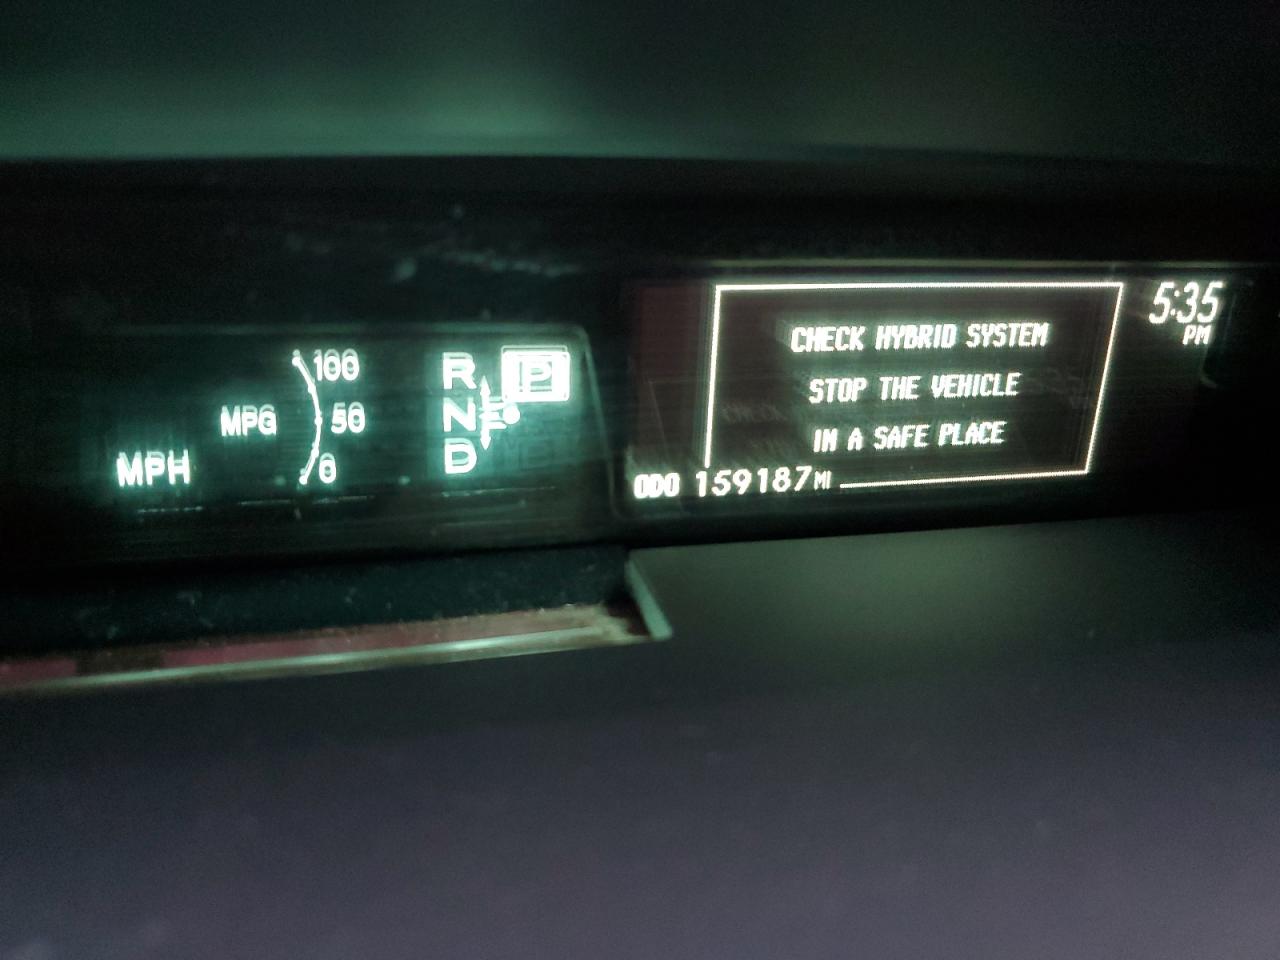 100
MPG 50
MPH 0
R P
N
D
CHECK HYBRID SYSTEM
STOP THE VEHICLE
IN A SAFE PLACE
5:35
PM
ODO 159187 MI